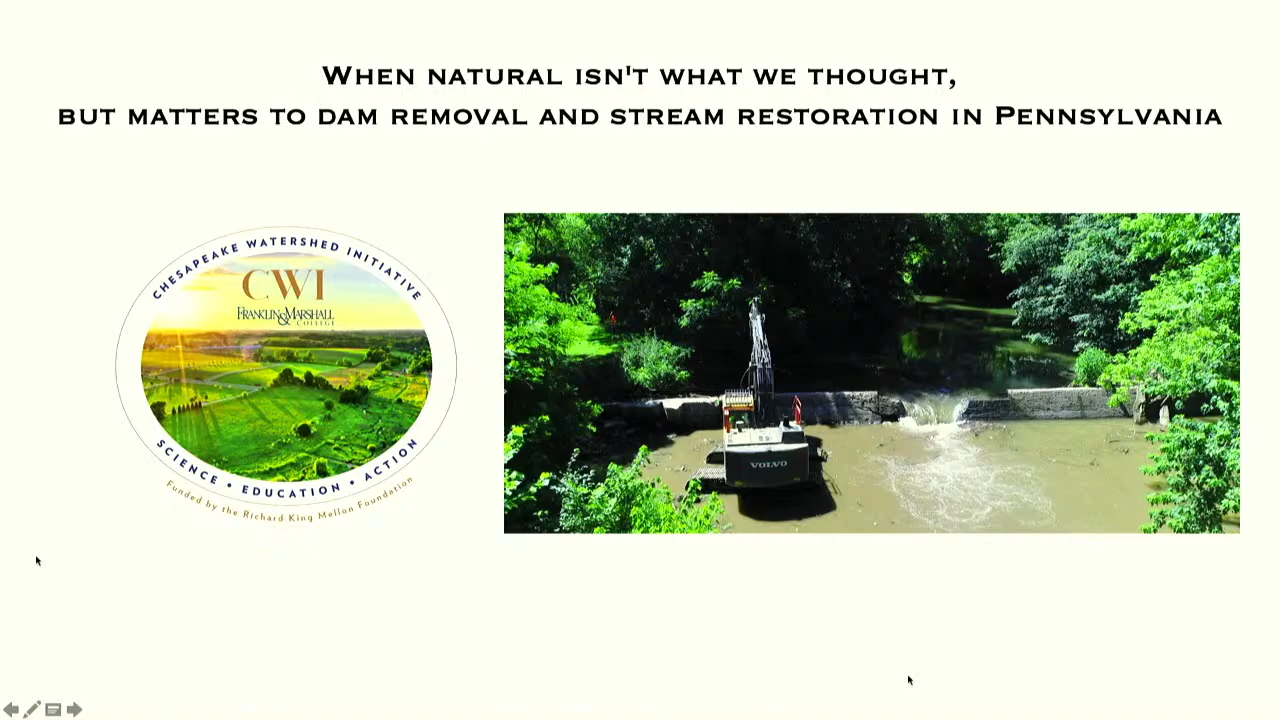 When natural isn't what we thought,
but matters to dam removal and stream restoration in Pennsylvania
CHESAPEAKE WATERSHED INITIATIVE
CWI
FRANKLIN & MARSHALL
COLLEGE
SCIENCE • EDUCATION • ACTION
Funded by the Richard King Mellon Foundation
VOLVO